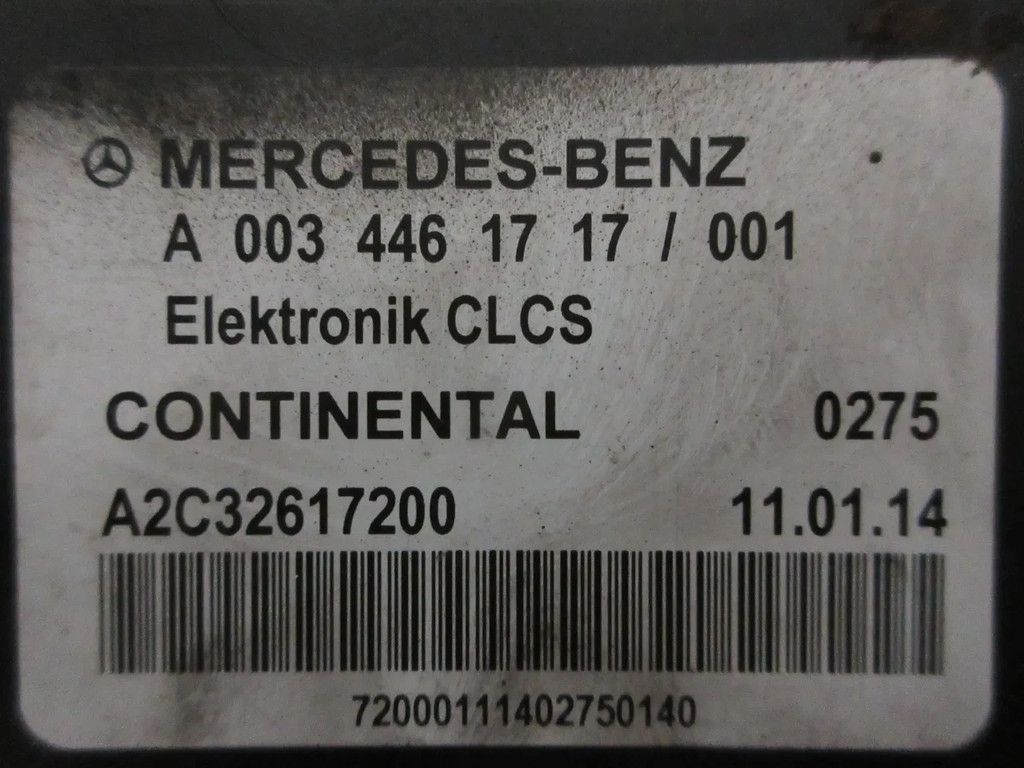 MERCEDES-BENZ
A 003 446 17 17 / 001
Elektronik CLCS
CONTINENTAL 0275
A2C32617200 11.01.14
72000111402750140